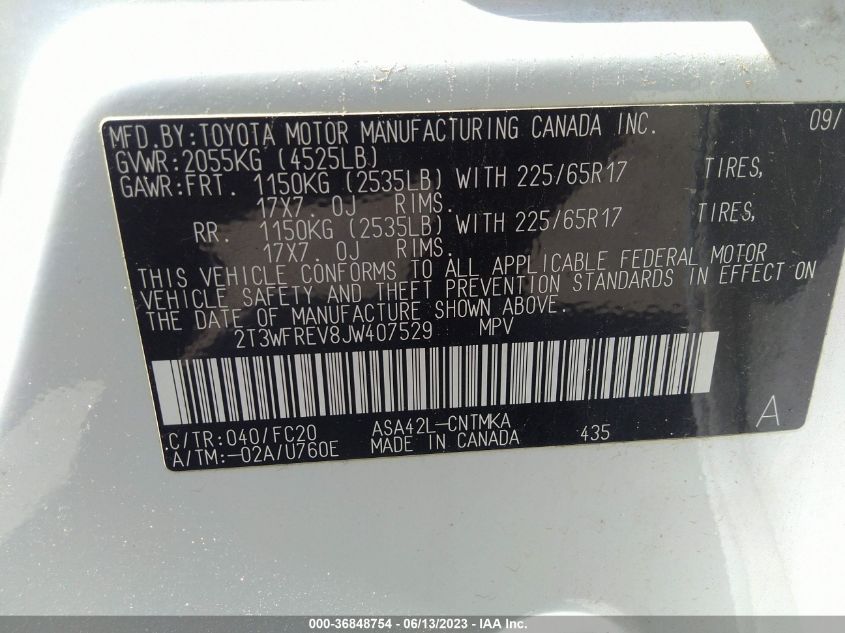 MFD.BY:TOYOTA MOTOR MANUFACTURING CANADA INC. 09/
GVWR:2055KG (4525LB)
GAWR:FRT. 1150KG (2535LB) WITH 225/65R17 TIRES,
17X7. 0J RIMS.
RR. 1150KG (2535LB) WITH 225/65R17 TIRES,
17X7. 0J RIMS.
THIS VEHICLE CONFORMS TO ALL APPLICABLE FEDERAL MOTOR
VEHICLE SAFETY AND THEFT PREVENTION STANDARDS IN EFFECT ON
THE DATE OF MANUFACTURE SHOWN ABOVE.
2T3WFREV8JW407529 MPV
C/TR:040/FC20 ASA42L-CNTMKA A
A/TM:-02A/U760E MADE IN CANADA 435
000-36848754 - 06/13/2023 - IAA Inc.